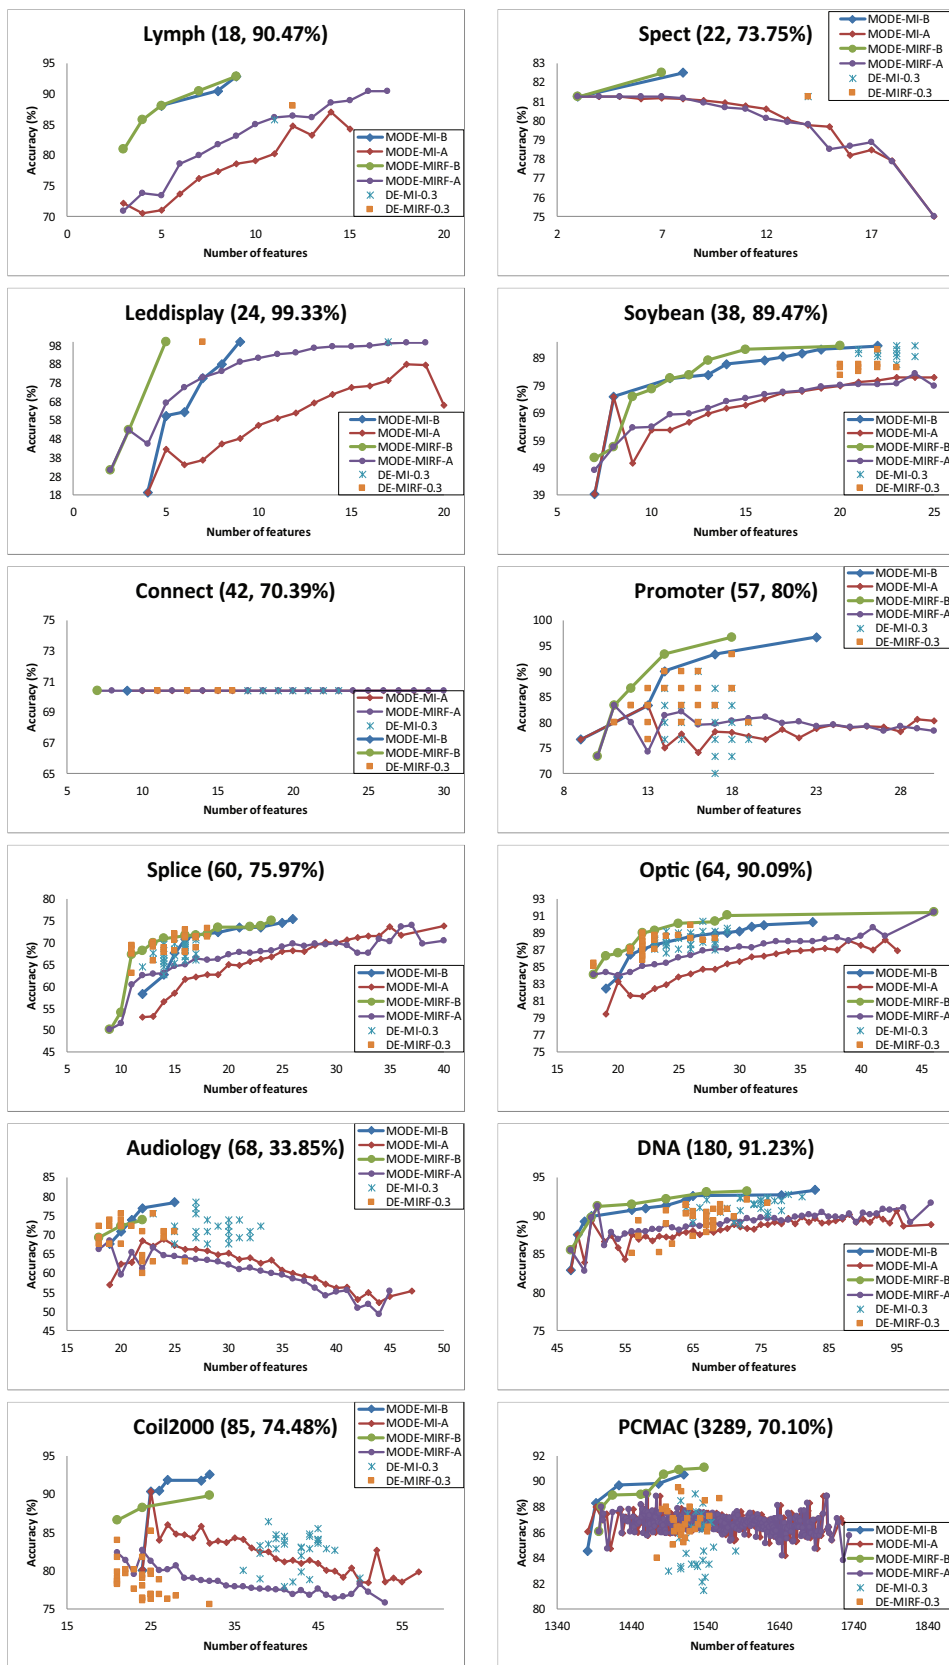 Lymph (18, 90.47%)
Accuracy (%)
95
90
85
80
75
70
0 5 10 15 20
Number of features
MODE-MI-B
MODE-MI-A
MODE-MIRF-B
MODE-MIRF-A
DE-MI-0.3
DE-MIRF-0.3
Spect (22, 73.75%)
Accuracy (%)
83
82
81
80
79
78
77
76
75
2 7 12 17
Number of features
MODE-MI-B
MODE-MI-A
MODE-MIRF-B
MODE-MIRF-A
DE-MI-0.3
DE-MIRF-0.3
Leddisplay (24, 99.33%)
Accuracy (%)
98
88
78
68
58
48
38
28
18
0 5 10 15 20
Number of features
MODE-MI-B
MODE-MI-A
MODE-MIRF-B
MODE-MIRF-A
DE-MI-0.3
DE-MIRF-0.3
Soybean (38, 89.47%)
Accuracy (%)
89
79
69
59
49
39
5 10 15 20 25
Number of features
MODE-MI-B
MODE-MI-A
MODE-MIRF-B
MODE-MIRF-A
DE-MI-0.3
DE-MIRF-0.3
Connect (42, 70.39%)
Accuracy (%)
75
73
71
69
67
65
5 10 15 20 25 30
Number of features
MODE-MI-A
MODE-MIRF-A
DE-MI-0.3
MODE-MI-B
MODE-MIRF-B
DE-MIRF-0.3
Promoter (57, 80%)
Accuracy (%)
100
95
90
85
80
75
70
8 13 18 23 28
Number of features
MODE-MI-B
MODE-MI-A
MODE-MIRF-B
MODE-MIRF-A
DE-MI-0.3
DE-MIRF-0.3
Splice (60, 75.97%)
Accuracy (%)
80
75
70
65
60
55
50
45
5 10 15 20 25 30 35 40
Number of features
MODE-MI-B
MODE-MI-A
MODE-MIRF-B
MODE-MIRF-A
DE-MI-0.3
DE-MIRF-0.3
Optic (64, 90.09%)
Accuracy (%)
93
91
89
87
85
83
81
79
77
75
15 20 25 30 35 40 45
Number of features
MODE-MI-B
MODE-MI-A
MODE-MIRF-B
MODE-MIRF-A
DE-MI-0.3
DE-MIRF-0.3
Audiology (68, 33.85%)
Accuracy (%)
85
80
75
70
65
60
55
50
45
15 20 25 30 35 40 45 50
Number of features
MODE-MI-B
MODE-MI-A
MODE-MIRF-B
MODE-MIRF-A
DE-MI-0.3
DE-MIRF-0.3
DNA (180, 91.23%)
Accuracy (%)
95
90
85
80
75
45 55 65 75 85 95
Number of features
MODE-MI-B
MODE-MI-A
MODE-MIRF-B
MODE-MIRF-A
DE-MI-0.3
DE-MIRF-0.3
Coil2000 (85, 74.48%)
Accuracy (%)
95
90
85
80
75
15 25 35 45 55
Number of features
MODE-MI-B
MODE-MI-A
MODE-MIRF-B
MODE-MIRF-A
DE-MI-0.3
DE-MIRF-0.3
PCMAC (3289, 70.10%)
Accuracy (%)
92
90
88
86
84
82
80
1340 1440 1540 1640 1740 1840
Number of features
MODE-MI-B
MODE-MI-A
MODE-MIRF-B
MODE-MIRF-A
DE-MI-0.3
DE-MIRF-0.3